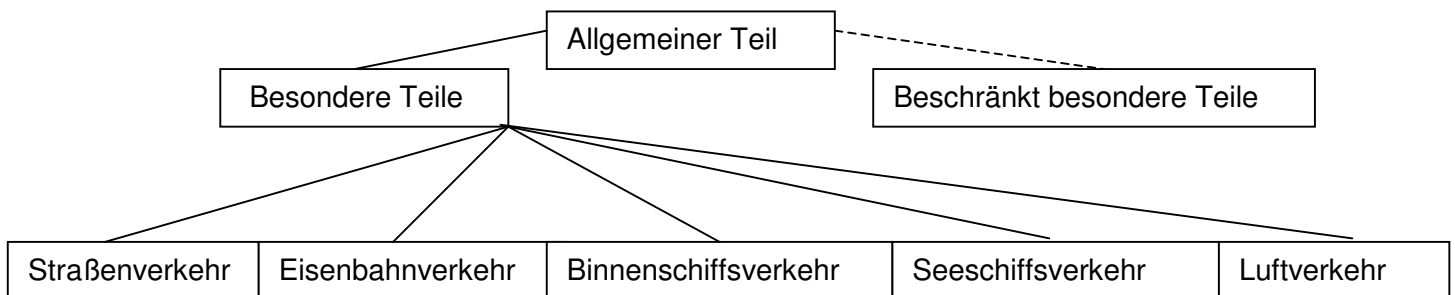 Allgemeiner Teil
Besondere Teile
Beschränkt besondere Teile
Straßenverkehr
Eisenbahnverkehr
Binnenschiffsverkehr
Seeschiffsverkehr
Luftverkehr